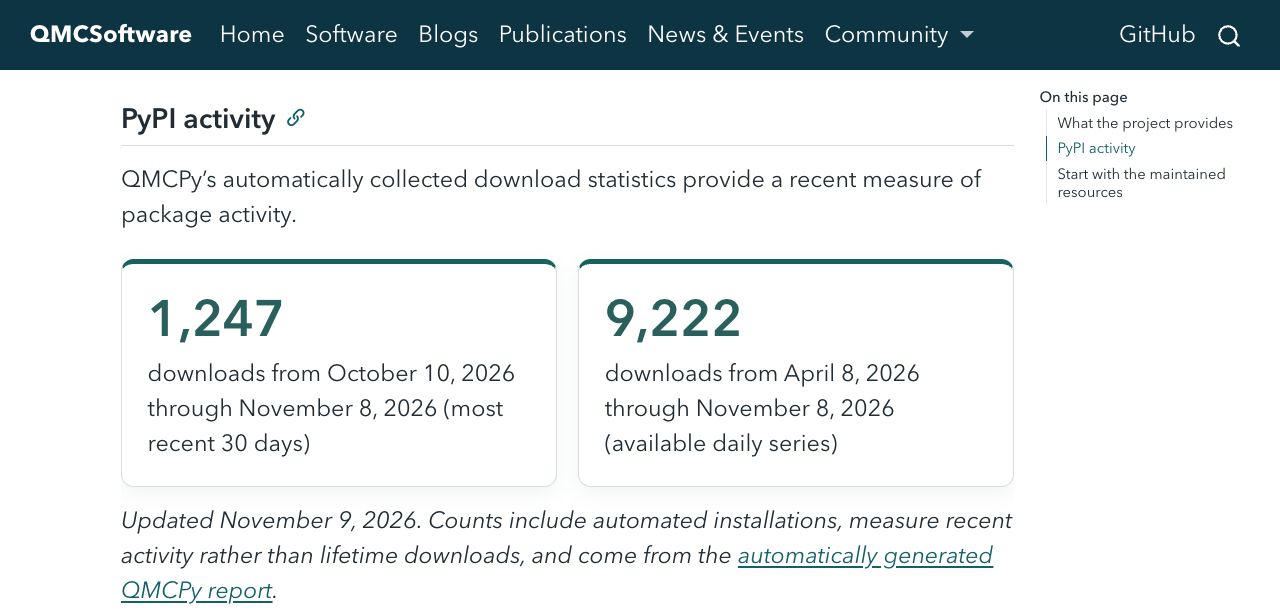 QMCSoftware Home Software Blogs Publications News & Events Community GitHub
PyPI activity
QMCPy’s automatically collected download statistics provide a recent measure of
package activity.
1,247
downloads from October 10, 2026
through November 8, 2026 (most
recent 30 days)
9,222
downloads from April 8, 2026
through November 8, 2026
(available daily series)
Updated November 9, 2026. Counts include automated installations, measure recent
activity rather than lifetime downloads, and come from the automatically generated
QMCPy report.
On this page
What the project provides
PyPI activity
Start with the maintained
resources